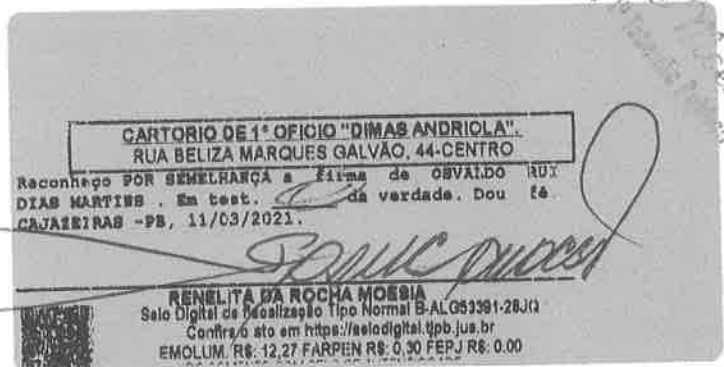 CARTORIO DE 1º OFICIO "DIMAS ANDRIOLA".
RUA BELIZA MARQUES GALVÃO, 44-CENTRO
Reconheço POR SEMELHANÇA a firma de OSVALDO RUI
DIAS MARTINS . Em test. da verdade. Dou fé.
CAJAZEIRAS -PB, 11/03/2021.
RENELITA DA ROCHA MOESIA
Selo Digital de Fiscalização Tipo Normal B-ALG53391-28JQ
Confira o ato em https://selodigital.tjpb.jus.br
EMOLUM. R$: 12,27 FARPEN R$: 0,30 FEPJ R$: 0.00